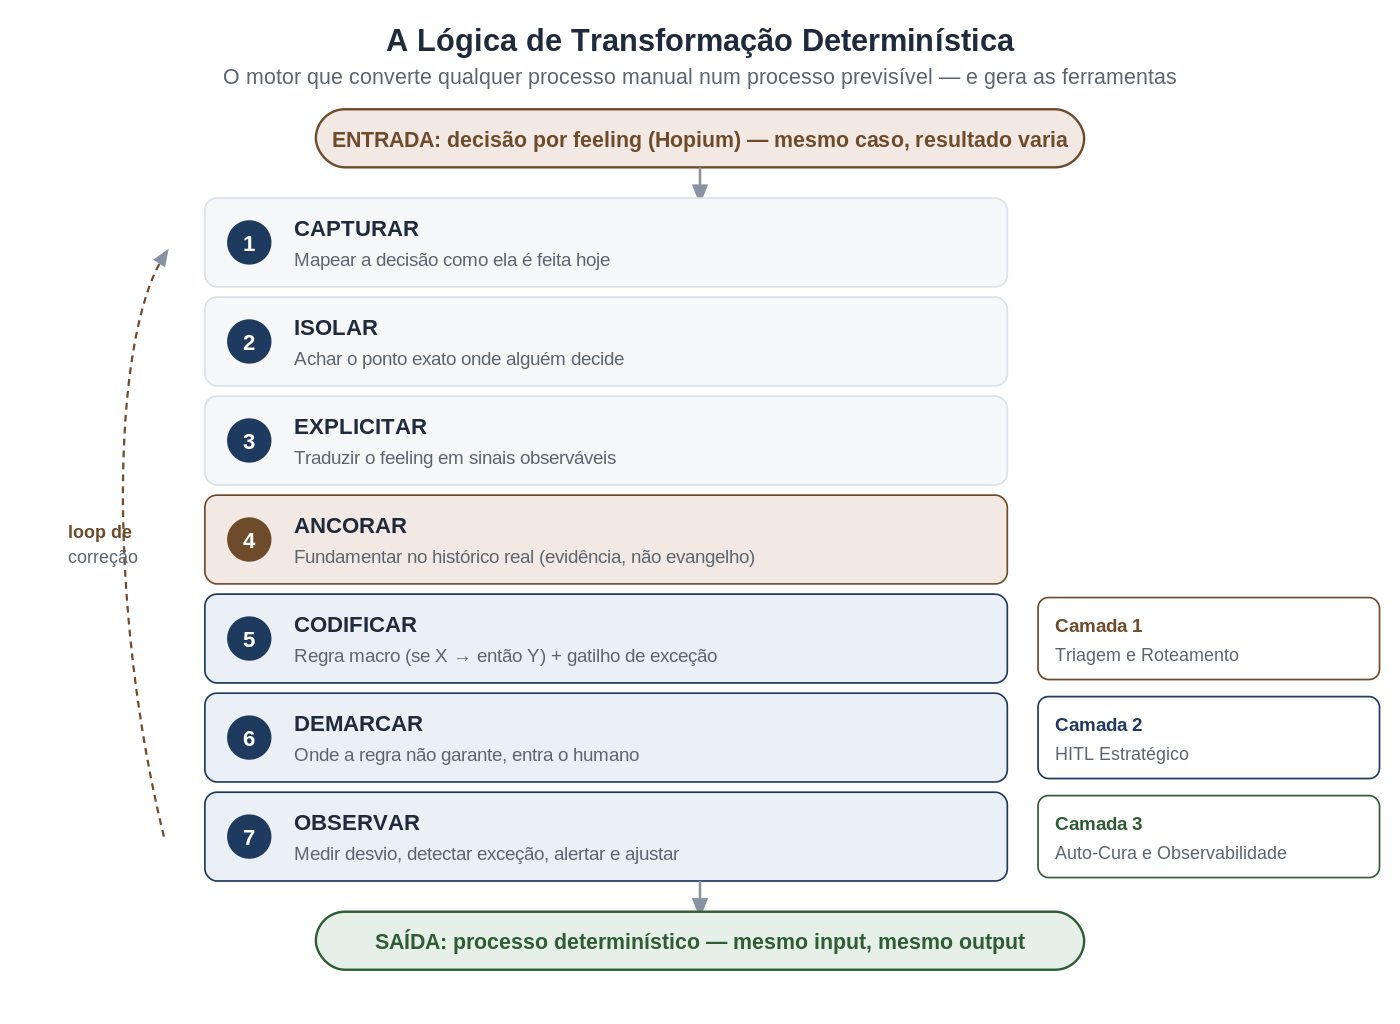 A Lógica de Transformação Determinística
O motor que converte qualquer processo manual num processo previsível — e gera as ferramentas
ENTRADA: decisão por feeling (Hopium) — mesmo caso, resultado varia
1
CAPTURAR
Mapear a decisão como ela é feita hoje
2
ISOLAR
Achar o ponto exato onde alguém decide
3
EXPLICITAR
Traduzir o feeling em sinais observáveis
loop de
correção
4
ANCORAR
Fundamentar no histórico real (evidência, não evangelho)
5
CODIFICAR
Regra macro (se X → então Y) + gatilho de exceção
Camada 1
Triagem e Roteamento
6
DEMARCAR
Onde a regra não garante, entra o humano
Camada 2
HITL Estratégico
7
OBSERVAR
Medir desvio, detectar exceção, alertar e ajustar
Camada 3
Auto-Cura e Observabilidade
SAÍDA: processo determinístico — mesmo input, mesmo output